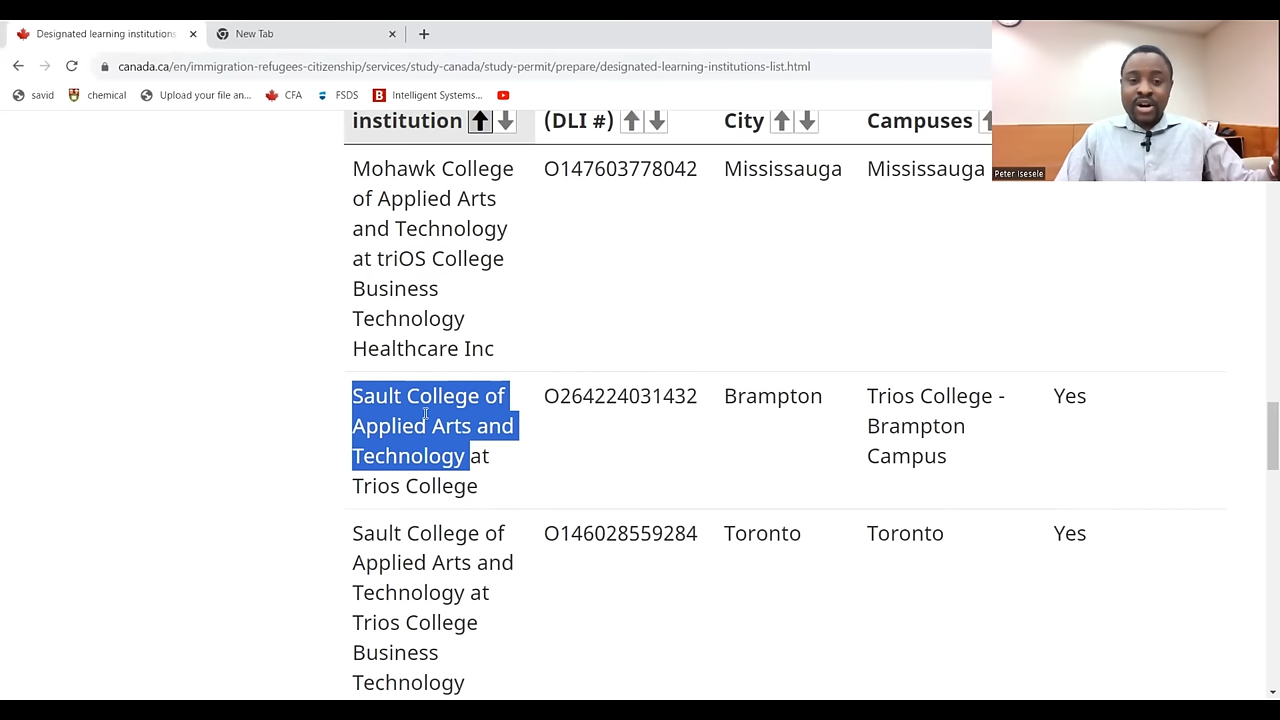 Designated learning institutions
New Tab
canada.ca/en/immigration-refugees-citizenship/services/study-canada/study-permit/prepare/designated-learning-institutions-list.html
savid
chemical
Upload your file an...
CFA
FSDS
Intelligent Systems...
institution
(DLI #)
City
Campuses
Peter Isesele
Mohawk College
of Applied Arts
and Technology
at triOS College
Business
Technology
Healthcare Inc
O147603778042
Mississauga
Mississauga
Sault College of
Applied Arts and
Technology at
Trios College
O264224031432
Brampton
Trios College -
Brampton
Campus
Yes
Sault College of
Applied Arts and
Technology at
Trios College
Business
Technology
O146028559284
Toronto
Toronto
Yes